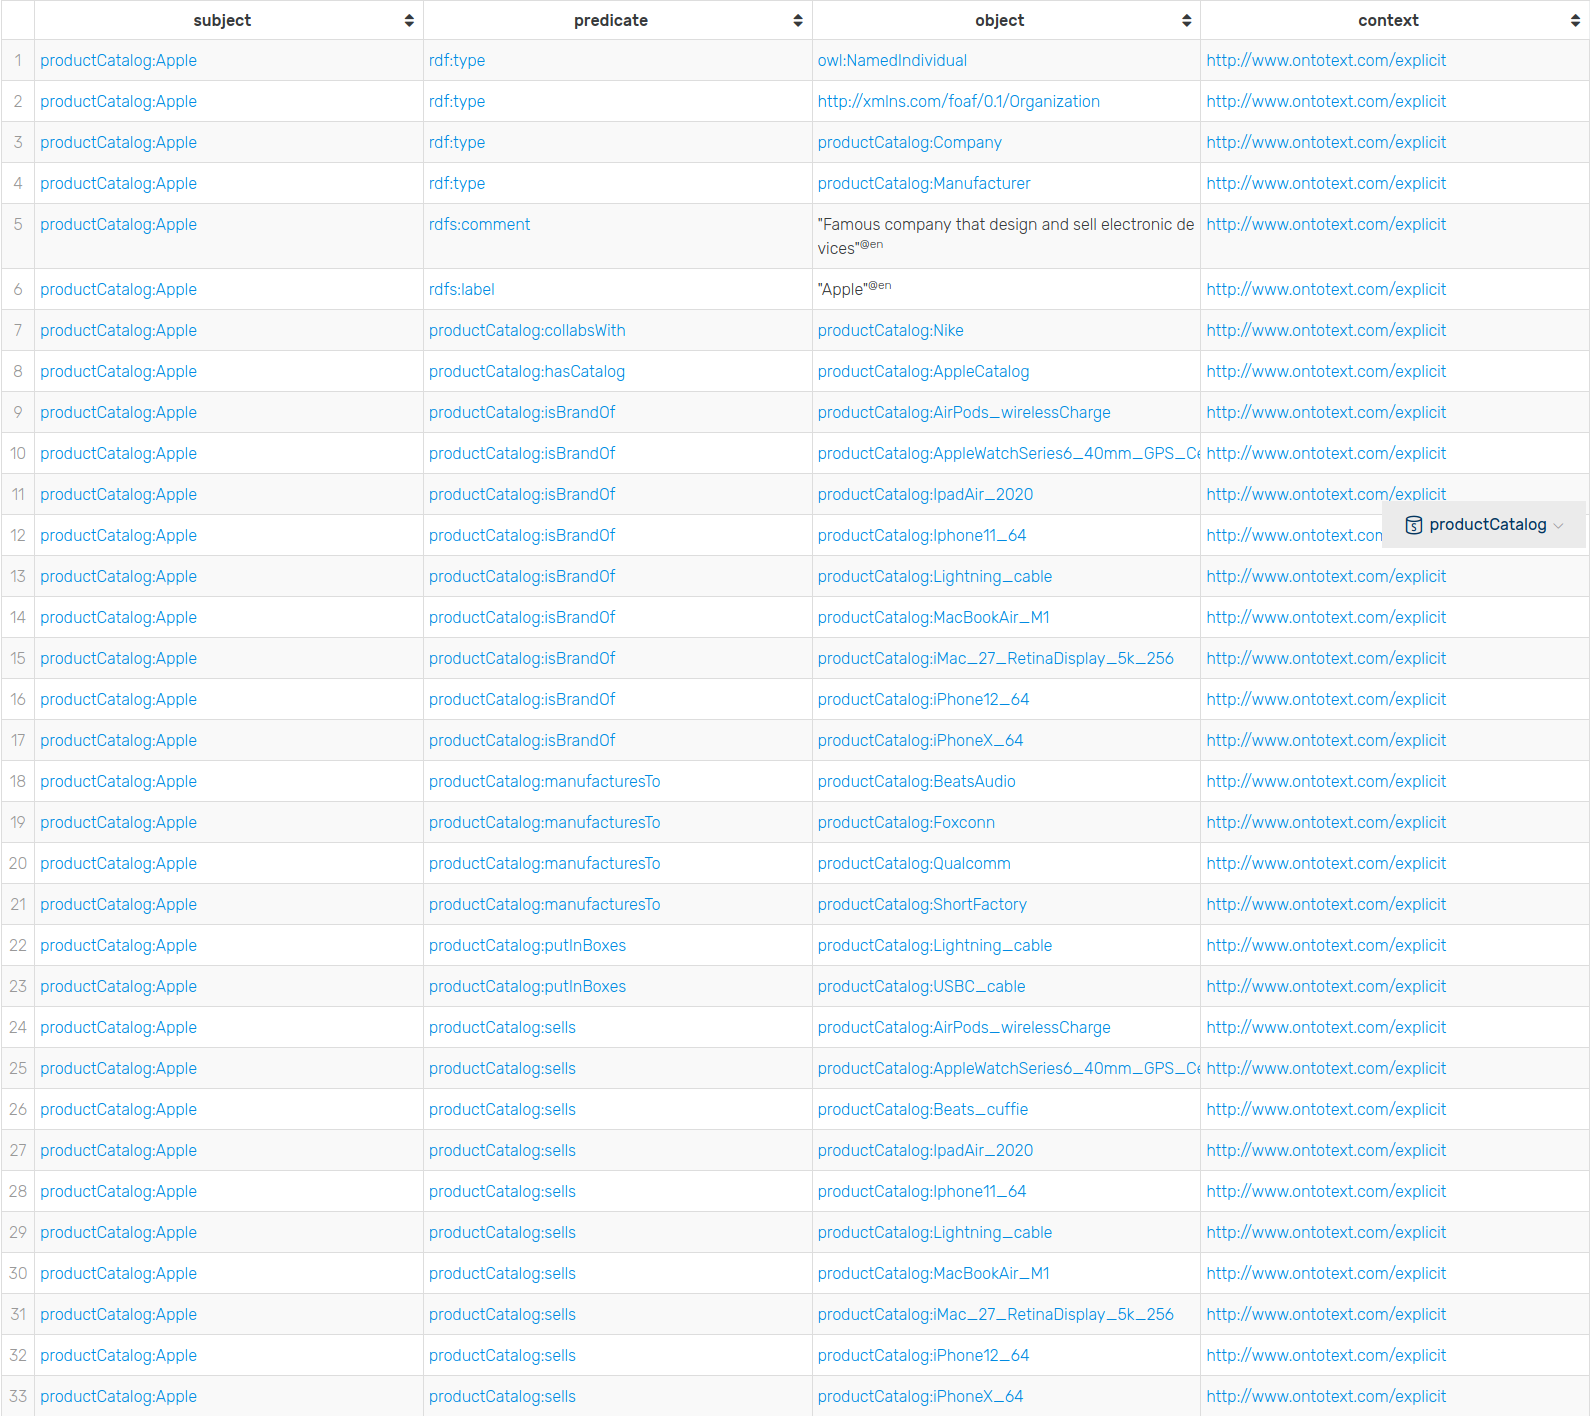 subject predicate object context
1 productCatalog:Apple rdf:type owl:NamedIndividual http://www.ontotext.com/explicit
2 productCatalog:Apple rdf:type http://xmlns.com/foaf/0.1/Organization http://www.ontotext.com/explicit
3 productCatalog:Apple rdf:type productCatalog:Company http://www.ontotext.com/explicit
4 productCatalog:Apple rdf:type productCatalog:Manufacturer http://www.ontotext.com/explicit
5 productCatalog:Apple rdfs:comment "Famous company that design and sell electronic de http://www.ontotext.com/explicit
vices"@en
6 productCatalog:Apple rdfs:label "Apple"@en http://www.ontotext.com/explicit
7 productCatalog:Apple productCatalog:collabsWith productCatalog:Nike http://www.ontotext.com/explicit
8 productCatalog:Apple productCatalog:hasCatalog productCatalog:AppleCatalog http://www.ontotext.com/explicit
9 productCatalog:Apple productCatalog:isBrandOf productCatalog:AirPods_wirelessCharge http://www.ontotext.com/explicit
10 productCatalog:Apple productCatalog:isBrandOf productCatalog:AppleWatchSeries6_40mm_GPS_Ce http://www.ontotext.com/explicit
11 productCatalog:Apple productCatalog:isBrandOf productCatalog:IpadAir_2020 http://www.ontotext.com/explicit
12 productCatalog:Apple productCatalog:isBrandOf productCatalog:Iphone11_64 http://www.ontotext.com productCatalog
13 productCatalog:Apple productCatalog:isBrandOf productCatalog:Lightning_cable http://www.ontotext.com/explicit
14 productCatalog:Apple productCatalog:isBrandOf productCatalog:MacBookAir_M1 http://www.ontotext.com/explicit
15 productCatalog:Apple productCatalog:isBrandOf productCatalog:iMac_27_RetinaDisplay_5k_256 http://www.ontotext.com/explicit
16 productCatalog:Apple productCatalog:isBrandOf productCatalog:iPhone12_64 http://www.ontotext.com/explicit
17 productCatalog:Apple productCatalog:isBrandOf productCatalog:iPhoneX_64 http://www.ontotext.com/explicit
18 productCatalog:Apple productCatalog:manufacturesTo productCatalog:BeatsAudio http://www.ontotext.com/explicit
19 productCatalog:Apple productCatalog:manufacturesTo productCatalog:Foxconn http://www.ontotext.com/explicit
20 productCatalog:Apple productCatalog:manufacturesTo productCatalog:Qualcomm http://www.ontotext.com/explicit
21 productCatalog:Apple productCatalog:manufacturesTo productCatalog:ShortFactory http://www.ontotext.com/explicit
22 productCatalog:Apple productCatalog:putInBoxes productCatalog:Lightning_cable http://www.ontotext.com/explicit
23 productCatalog:Apple productCatalog:putInBoxes productCatalog:USBC_cable http://www.ontotext.com/explicit
24 productCatalog:Apple productCatalog:sells productCatalog:AirPods_wirelessCharge http://www.ontotext.com/explicit
25 productCatalog:Apple productCatalog:sells productCatalog:AppleWatchSeries6_40mm_GPS_Ce http://www.ontotext.com/explicit
26 productCatalog:Apple productCatalog:sells productCatalog:Beats_cuffie http://www.ontotext.com/explicit
27 productCatalog:Apple productCatalog:sells productCatalog:IpadAir_2020 http://www.ontotext.com/explicit
28 productCatalog:Apple productCatalog:sells productCatalog:Iphone11_64 http://www.ontotext.com/explicit
29 productCatalog:Apple productCatalog:sells productCatalog:Lightning_cable http://www.ontotext.com/explicit
30 productCatalog:Apple productCatalog:sells productCatalog:MacBookAir_M1 http://www.ontotext.com/explicit
31 productCatalog:Apple productCatalog:sells productCatalog:iMac_27_RetinaDisplay_5k_256 http://www.ontotext.com/explicit
32 productCatalog:Apple productCatalog:sells productCatalog:iPhone12_64 http://www.ontotext.com/explicit
33 productCatalog:Apple productCatalog:sells productCatalog:iPhoneX_64 http://www.ontotext.com/explicit